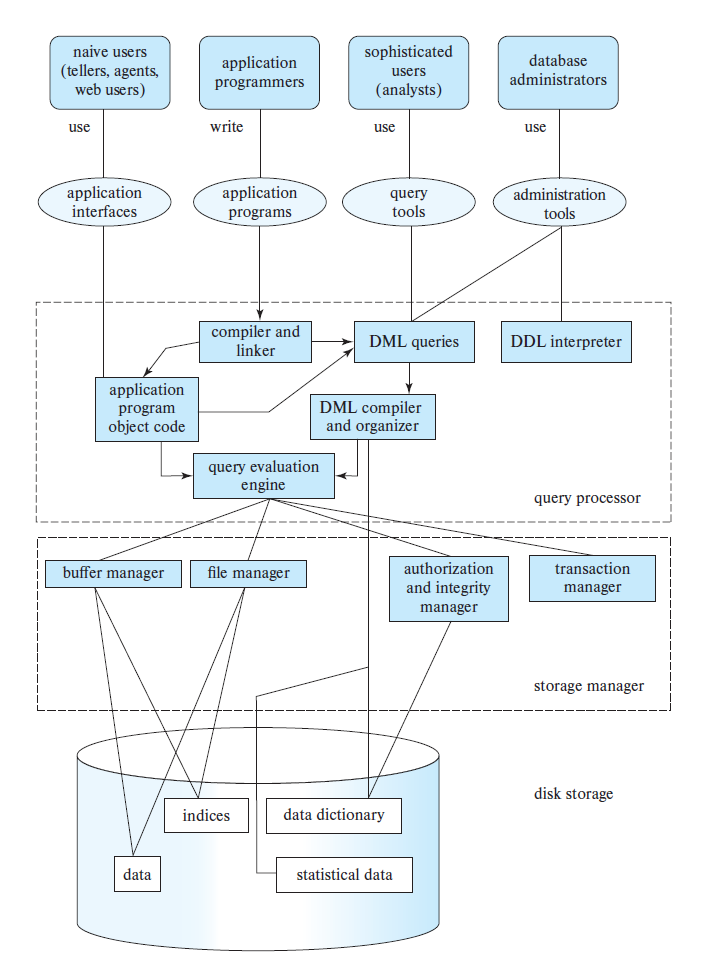 naive users
(tellers, agents,
web users)
application
programmers
sophisticated
users
(analysts)
database
administrators
use
write
use
use
application
interfaces
application
programs
query
tools
administration
tools
compiler and
linker
DML queries
DDL interpreter
application
program
object code
DML compiler
and organizer
query evaluation
engine
query processor
buffer manager
file manager
authorization
and integrity
manager
transaction
manager
storage manager
disk storage
indices
data dictionary
data
statistical data